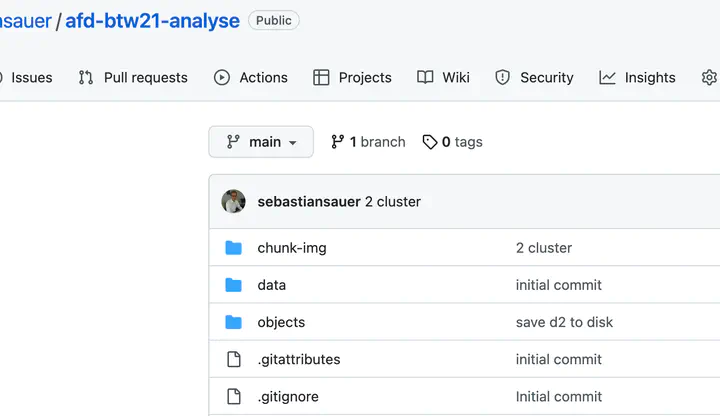 nsauer / afd-btw21-analyse Public
Issues Pull requests Actions Projects Wiki Security Insights
main 1 branch 0 tags
sebastiansauer 2 cluster
chunk-img 2 cluster
data initial commit
objects save d2 to disk
.gitattributes initial commit
.gitignore Initial commit